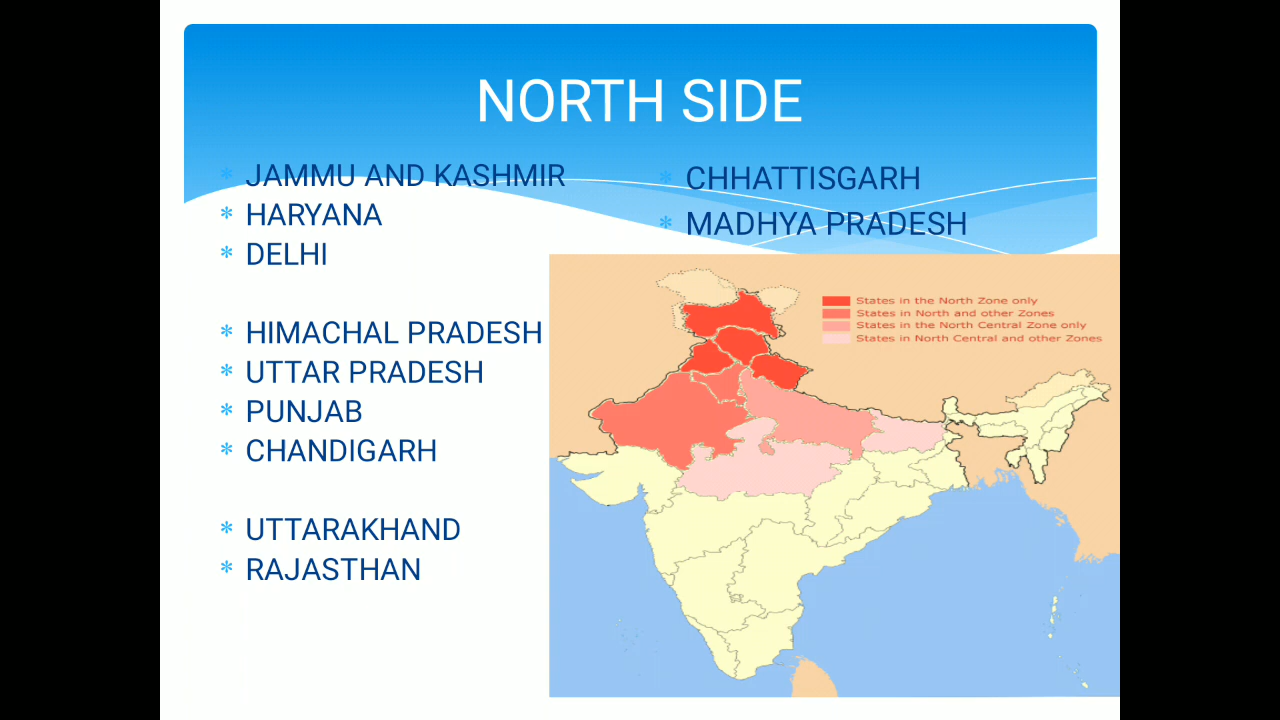 NORTH SIDE
* JAMMU AND KASHMIR
* HARYANA
* DELHI
* HIMACHAL PRADESH
* UTTAR PRADESH
* PUNJAB
* CHANDIGARH
* UTTARAKHAND
* RAJASTHAN
* CHHATTISGARH
* MADHYA PRADESH
States in the North Zone only
States in North and other Zones
States in the North Central Zone only
States in North Central and other Zones